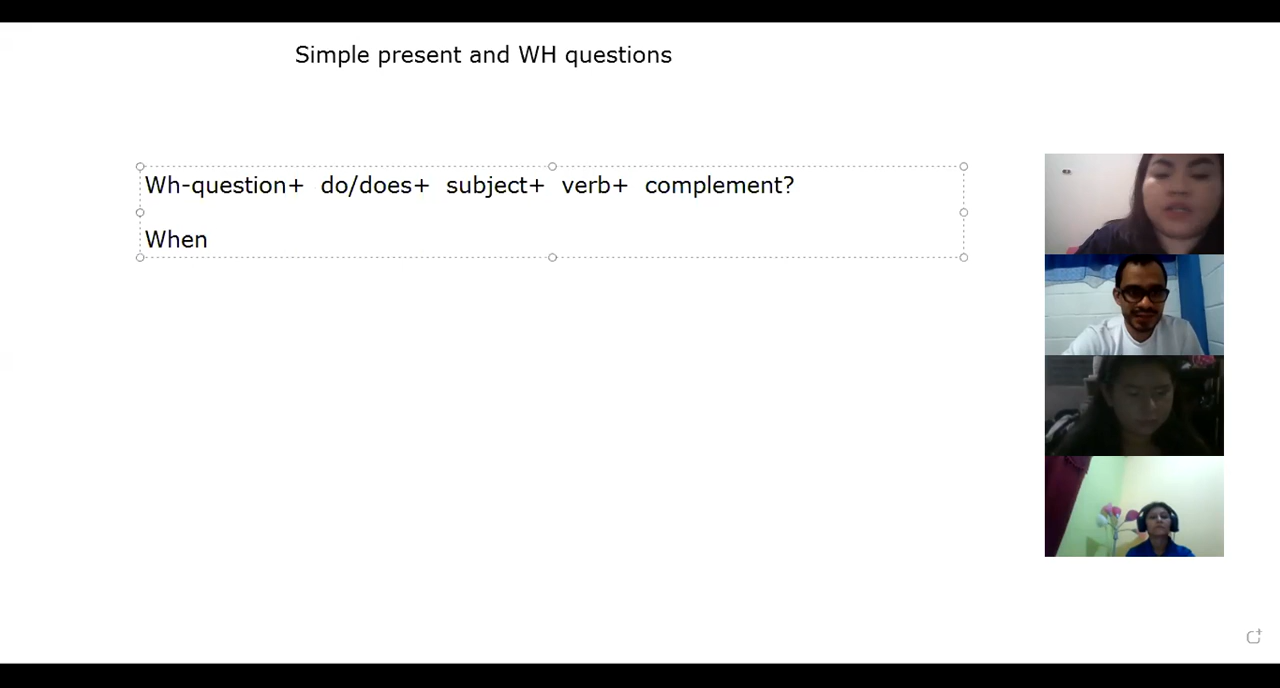 Simple present and WH questions
Wh-question+ do/does+ subject+ verb+ complement?
When